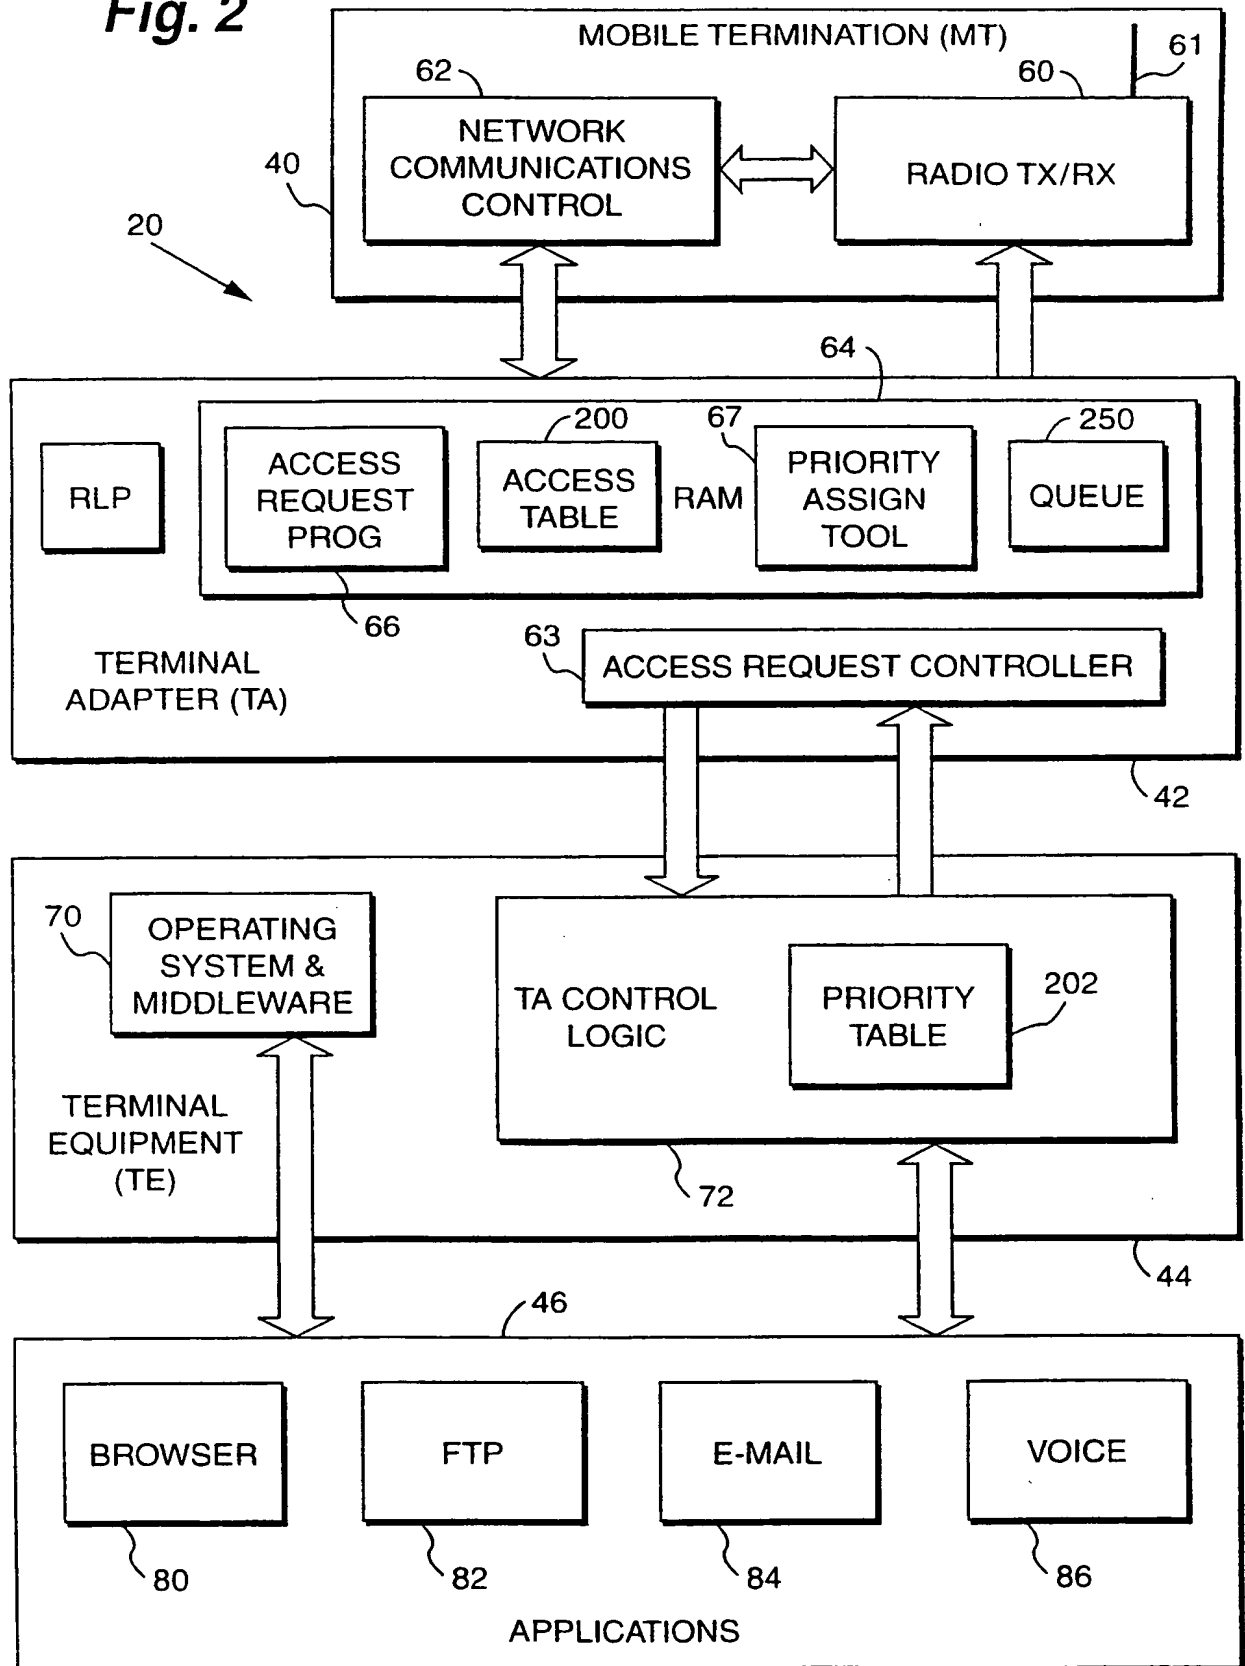 Fig. 2
MOBILE TERMINATION (MT)
61
62
60
NETWORK
COMMUNICATIONS
CONTROL
RADIO TX/RX
40
20
64
RLP
ACCESS
REQUEST
PROG
200
ACCESS
TABLE
RAM
67
PRIORITY
ASSIGN
TOOL
250
QUEUE
66
63
ACCESS REQUEST CONTROLLER
TERMINAL
ADAPTER (TA)
42
70
OPERATING
SYSTEM &
MIDDLEWARE
TA CONTROL
LOGIC
PRIORITY
TABLE
202
TERMINAL
EQUIPMENT
(TE)
72
44
46
BROWSER
FTP
E-MAIL
VOICE
80
82
84
86
APPLICATIONS